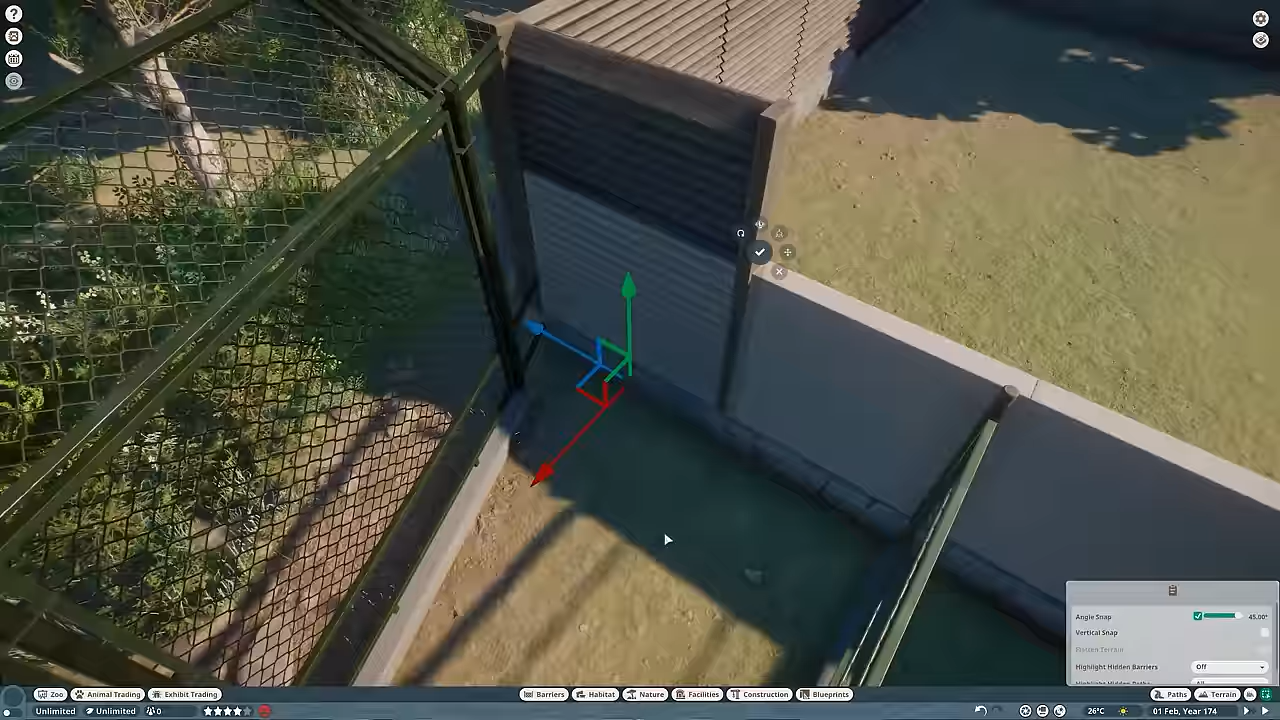 ?
Angle Snap 45.00°
Vertical Snap
Flatten Terrain
Highlight Hidden Barriers Off
Zoo Animal Trading Exhibit Trading Barriers Habitat Nature Facilities Construction Blueprints Paths Terrain
Unlimited Unlimited 0 26°C 01 Feb, Year 174